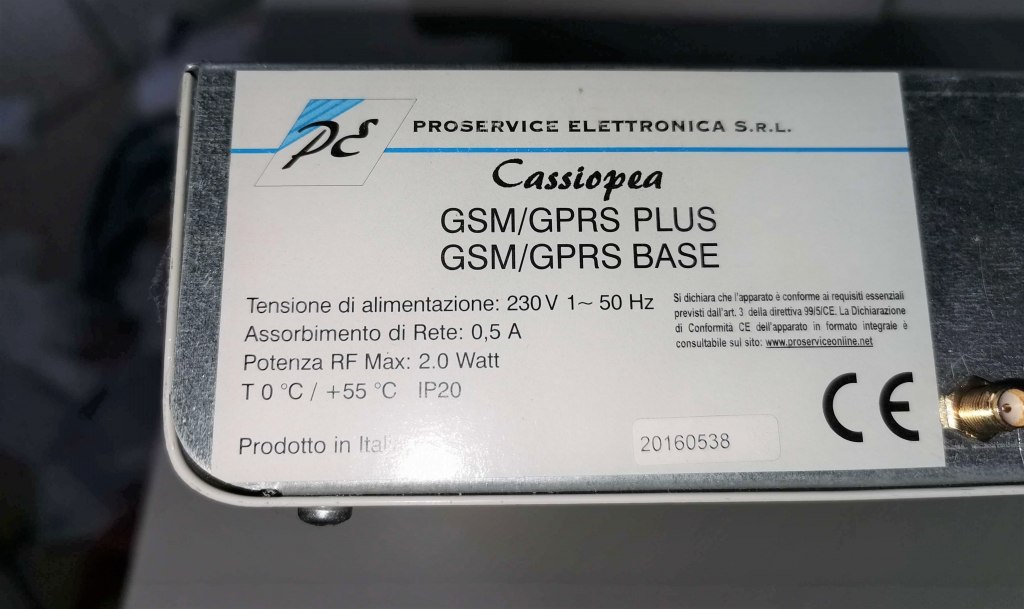 PE PROSERVICE ELETTRONICA S.R.L.
Cassiopea
GSM/GPRS PLUS
GSM/GPRS BASE
Tensione di alimentazione: 230 V 1~ 50 Hz
Assorbimento di Rete: 0,5 A
Potenza RF Max: 2.0 Watt
T 0 °C / +55 °C IP20
Si dichiara che l'apparato è conforme ai requisiti essenziali
previsti dall'art. 3 della direttiva 99/5/CE. La Dichiarazione
di Conformità CE dell'apparato in formato integrale è
consultabile sul sito: www.proserviceonline.net
CE
Prodotto in Italia
20160538